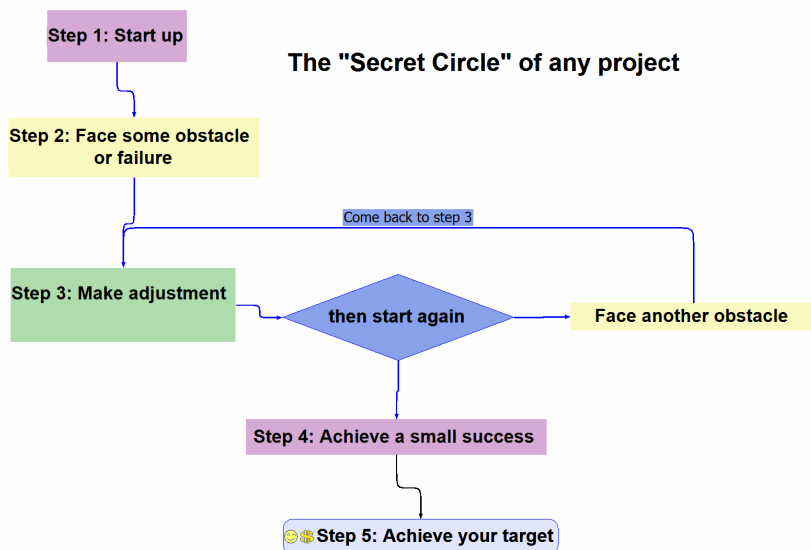 Step 1: Start up
The "Secret Circle" of any project
Step 2: Face some obstacle
or failure
Come back to step 3
Step 3: Make adjustment
then start again
Face another obstacle
Step 4: Achieve a small success
Step 5: Achieve your target